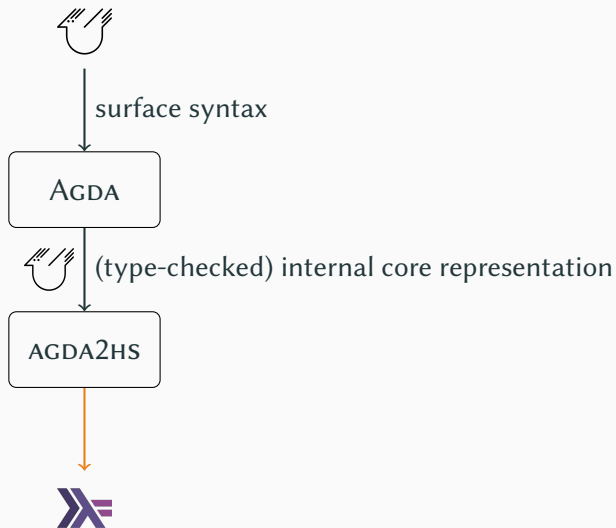 surface syntax
AGDA
(type-checked) internal core representation
AGDA2HS